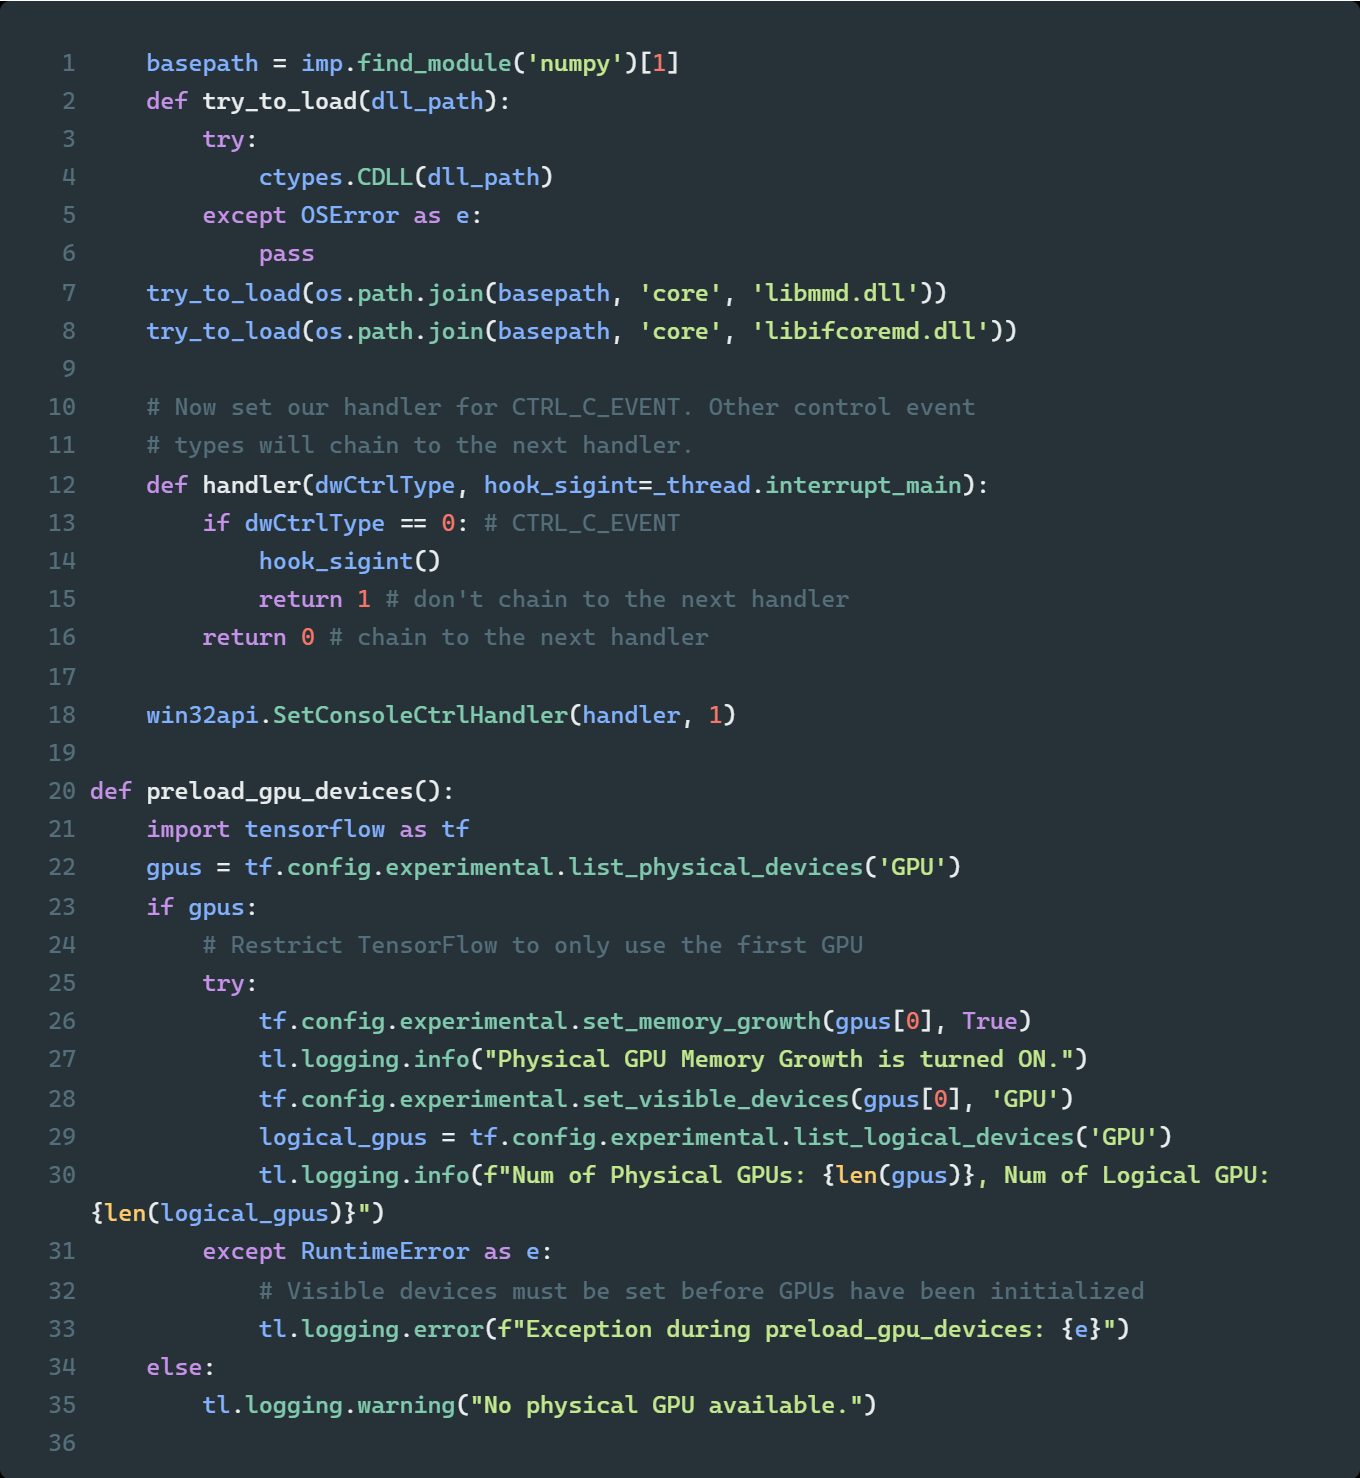 1     basepath = imp.find_module('numpy')[1]
2     def try_to_load(dll_path):
3         try:
4             ctypes.CDLL(dll_path)
5         except OSError as e:
6             pass
7     try_to_load(os.path.join(basepath, 'core', 'libmmd.dll'))
8     try_to_load(os.path.join(basepath, 'core', 'libifcoremd.dll'))
9
10     # Now set our handler for CTRL_C_EVENT. Other control event
11     # types will chain to the next handler.
12     def handler(dwCtrlType, hook_sigint=_thread.interrupt_main):
13         if dwCtrlType == 0: # CTRL_C_EVENT
14             hook_sigint()
15             return 1 # don't chain to the next handler
16         return 0 # chain to the next handler
17
18     win32api.SetConsoleCtrlHandler(handler, 1)
19
20 def preload_gpu_devices():
21     import tensorflow as tf
22     gpus = tf.config.experimental.list_physical_devices('GPU')
23     if gpus:
24         # Restrict TensorFlow to only use the first GPU
25         try:
26             tf.config.experimental.set_memory_growth(gpus[0], True)
27             tl.logging.info("Physical GPU Memory Growth is turned ON.")
28             tf.config.experimental.set_visible_devices(gpus[0], 'GPU')
29             logical_gpus = tf.config.experimental.list_logical_devices('GPU')
30             tl.logging.info(f"Num of Physical GPUs: {len(gpus)}, Num of Logical GPU:
{len(logical_gpus)}")
31         except RuntimeError as e:
32             # Visible devices must be set before GPUs have been initialized
33             tl.logging.error(f"Exception during preload_gpu_devices: {e}")
34     else:
35         tl.logging.warning("No physical GPU available.")
36